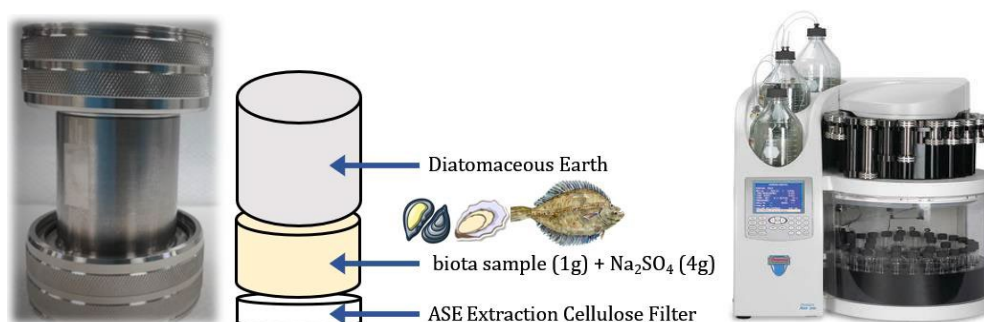 Diatomaceous Earth
biota sample (1g) + Na₂SO₄ (4g)
ASE Extraction Cellulose Filter